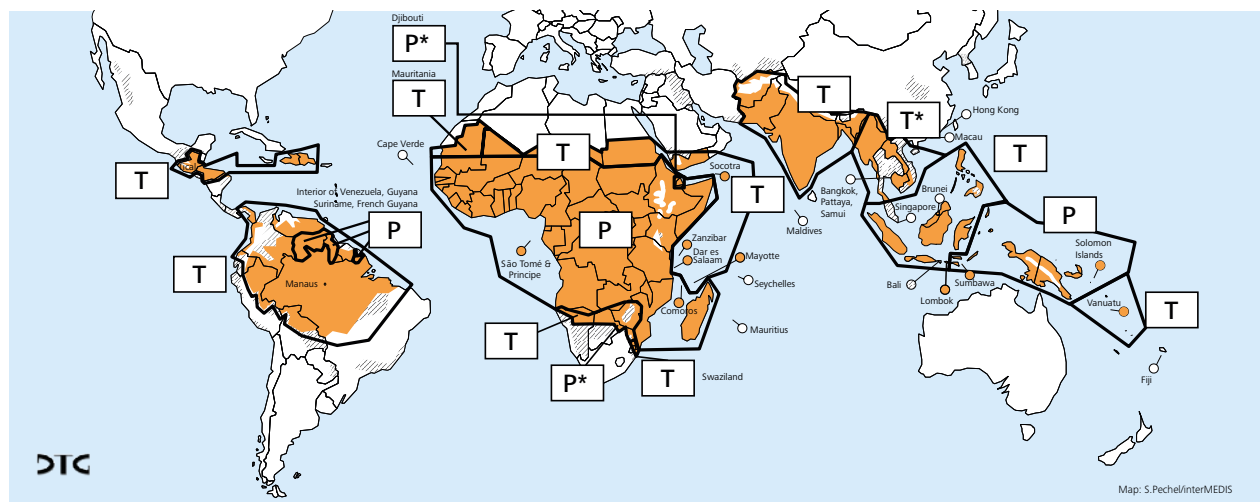 Djibouti
P*
Mauritania
T
Cape Verde
T
T
Interior of Venezuela, Guyana
Suriname, French Guyana
P
T
Manaus
São Tomé &
Principe
P
T
Socotra
Zanzibar
Dar es
Salaam
Mayotte
Seychelles
Comoros
Mauritius
T
P*
T
Swaziland
T
T*
Hong Kong
Macau
T
Bangkok,
Pattaya,
Samui
Brunei
Singapore
Maldives
P
Solomon
Islands
Bali
Sumbawa
Lombok
Vanuatu
T
Fiji
DTG
Map: S.Pechel/interMEDIS